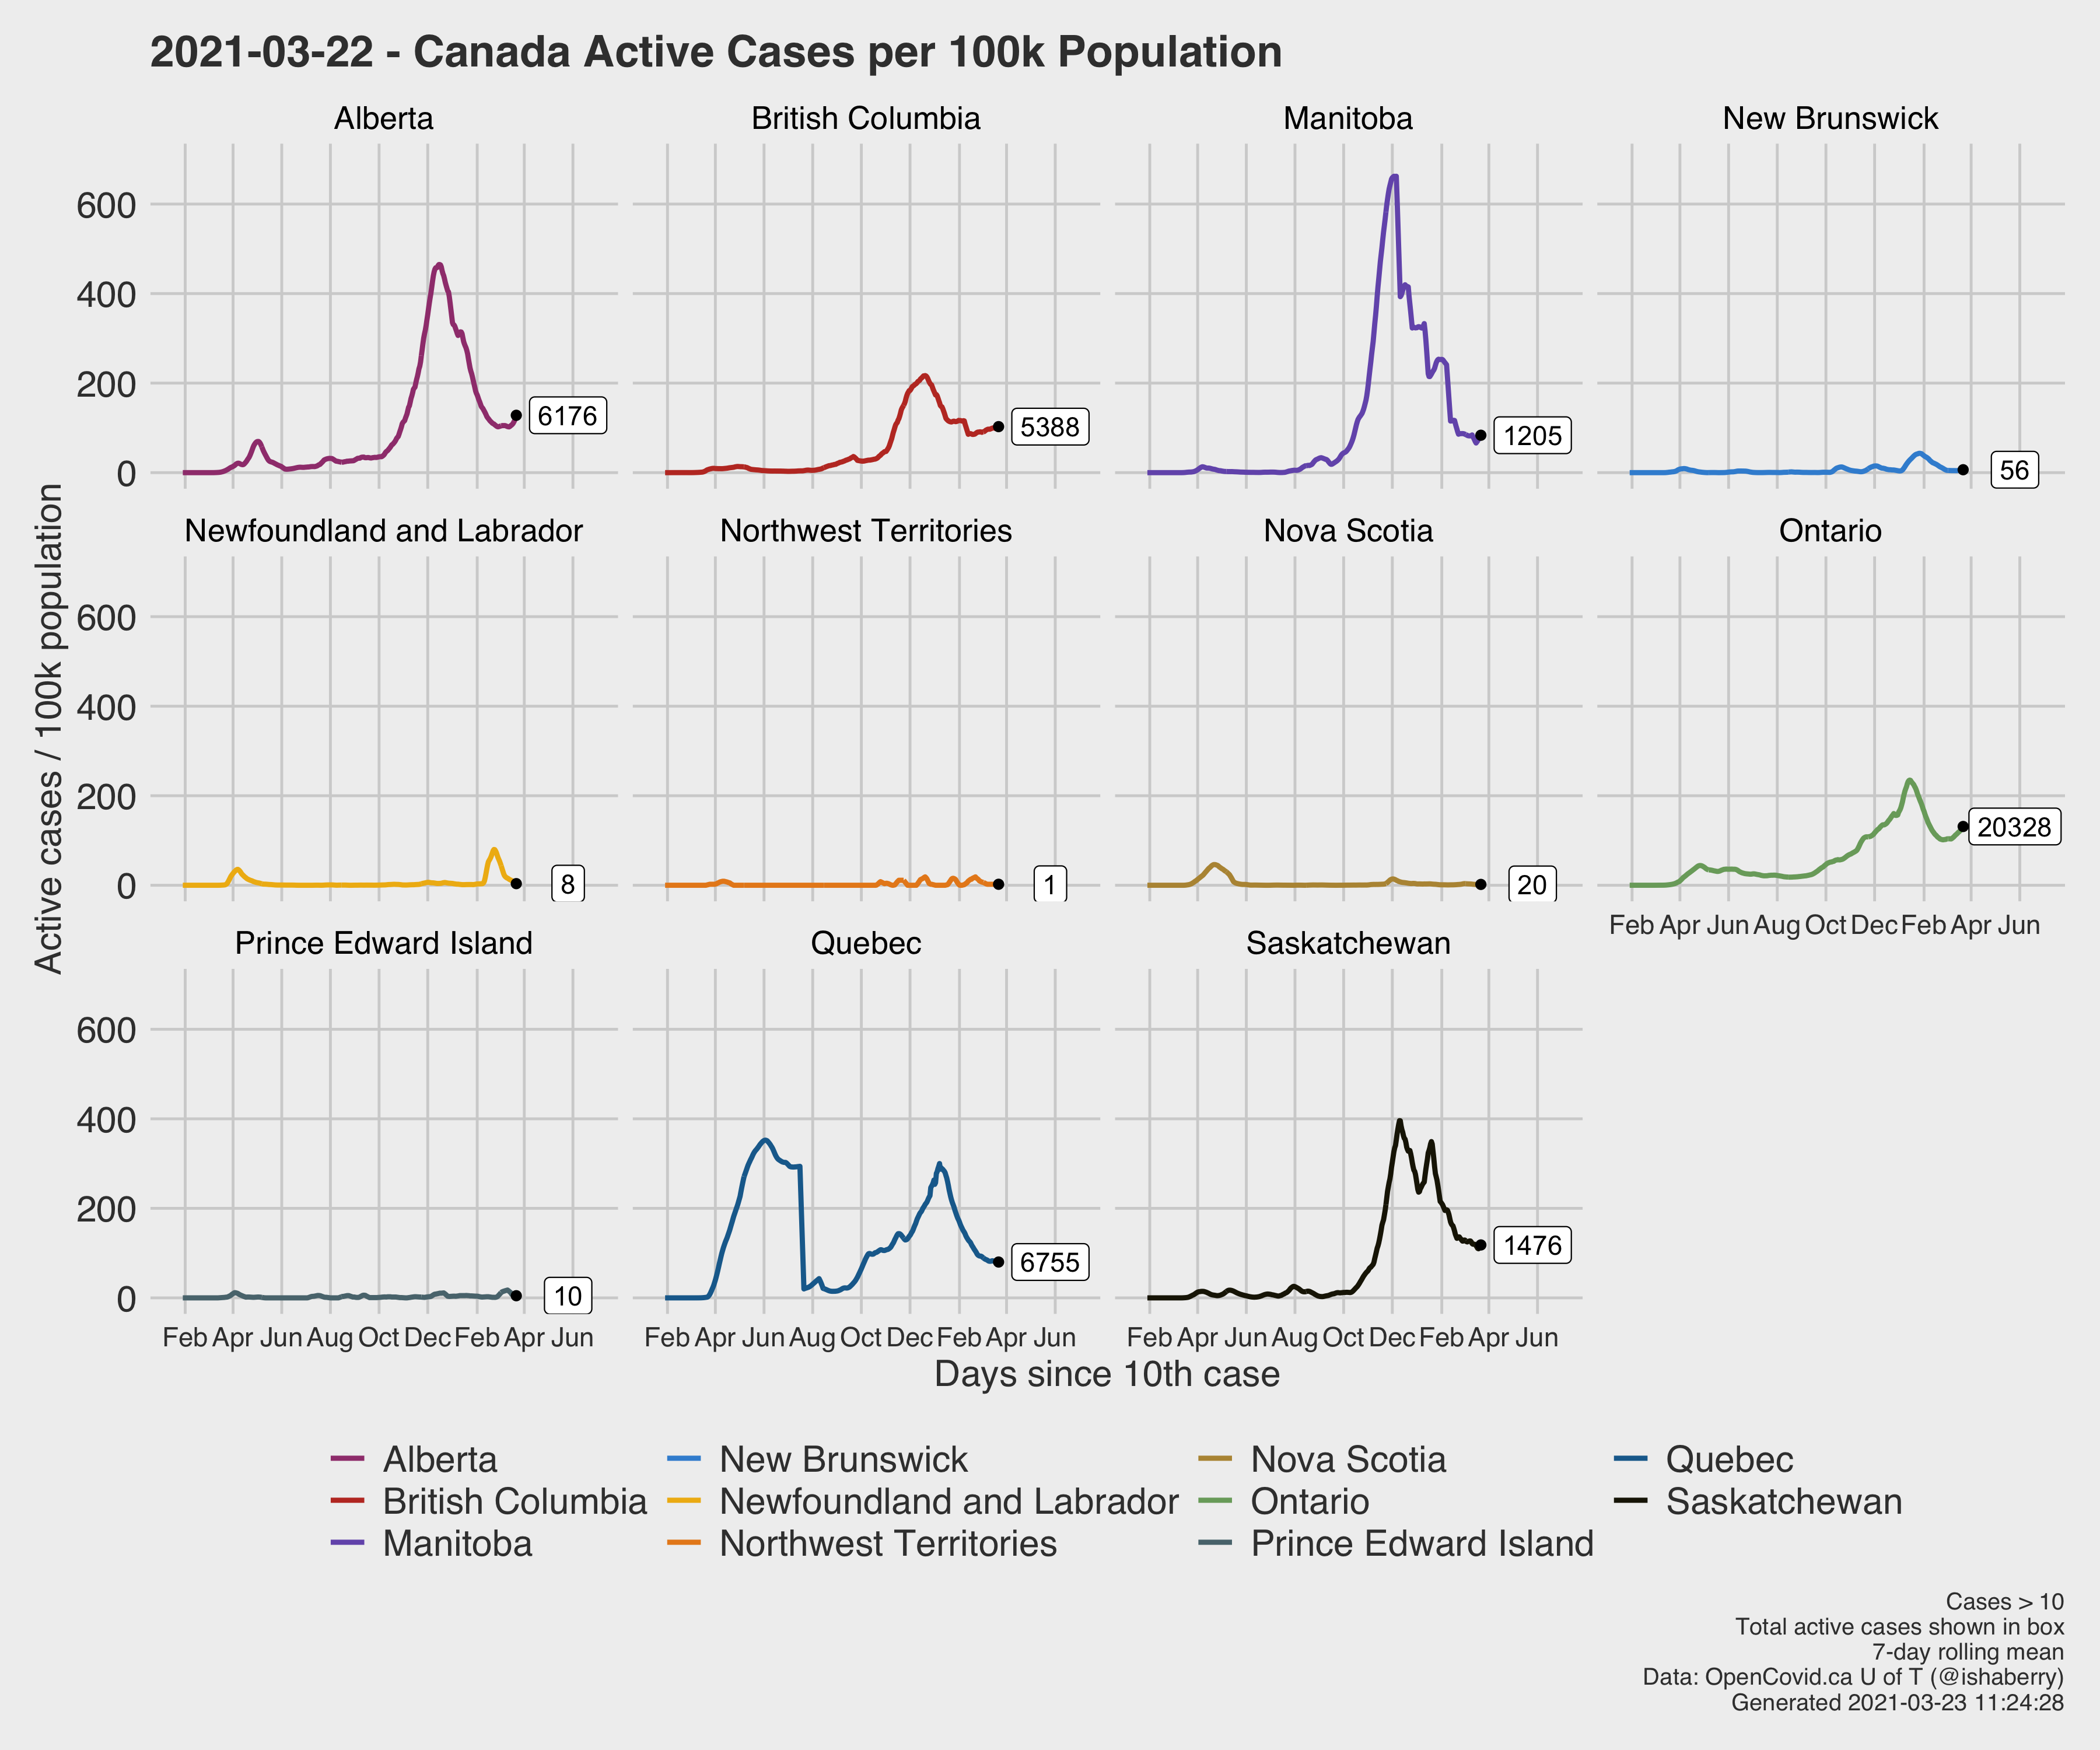 2021-03-22 - Canada Active Cases per 100k Population
Active cases / 100k population
Alberta
British Columbia
Manitoba
New Brunswick
600
400
200
0
6176
5388
1205
56
Newfoundland and Labrador
Northwest Territories
Nova Scotia
Ontario
600
400
200
0
8
1
20
20328
Feb Apr Jun Aug Oct Dec Feb Apr Jun
Prince Edward Island
Quebec
Saskatchewan
600
400
200
0
10
6755
1476
Feb Apr Jun Aug Oct Dec Feb Apr Jun
Feb Apr Jun Aug Oct Dec Feb Apr Jun
Feb Apr Jun Aug Oct Dec Feb Apr Jun
Days since 10th case
Alberta
British Columbia
Manitoba
New Brunswick
Newfoundland and Labrador
Northwest Territories
Nova Scotia
Ontario
Prince Edward Island
Quebec
Saskatchewan
Cases > 10
Total active cases shown in box
7-day rolling mean
Data: OpenCovid.ca U of T (@ishaberry)
Generated 2021-03-23 11:24:28